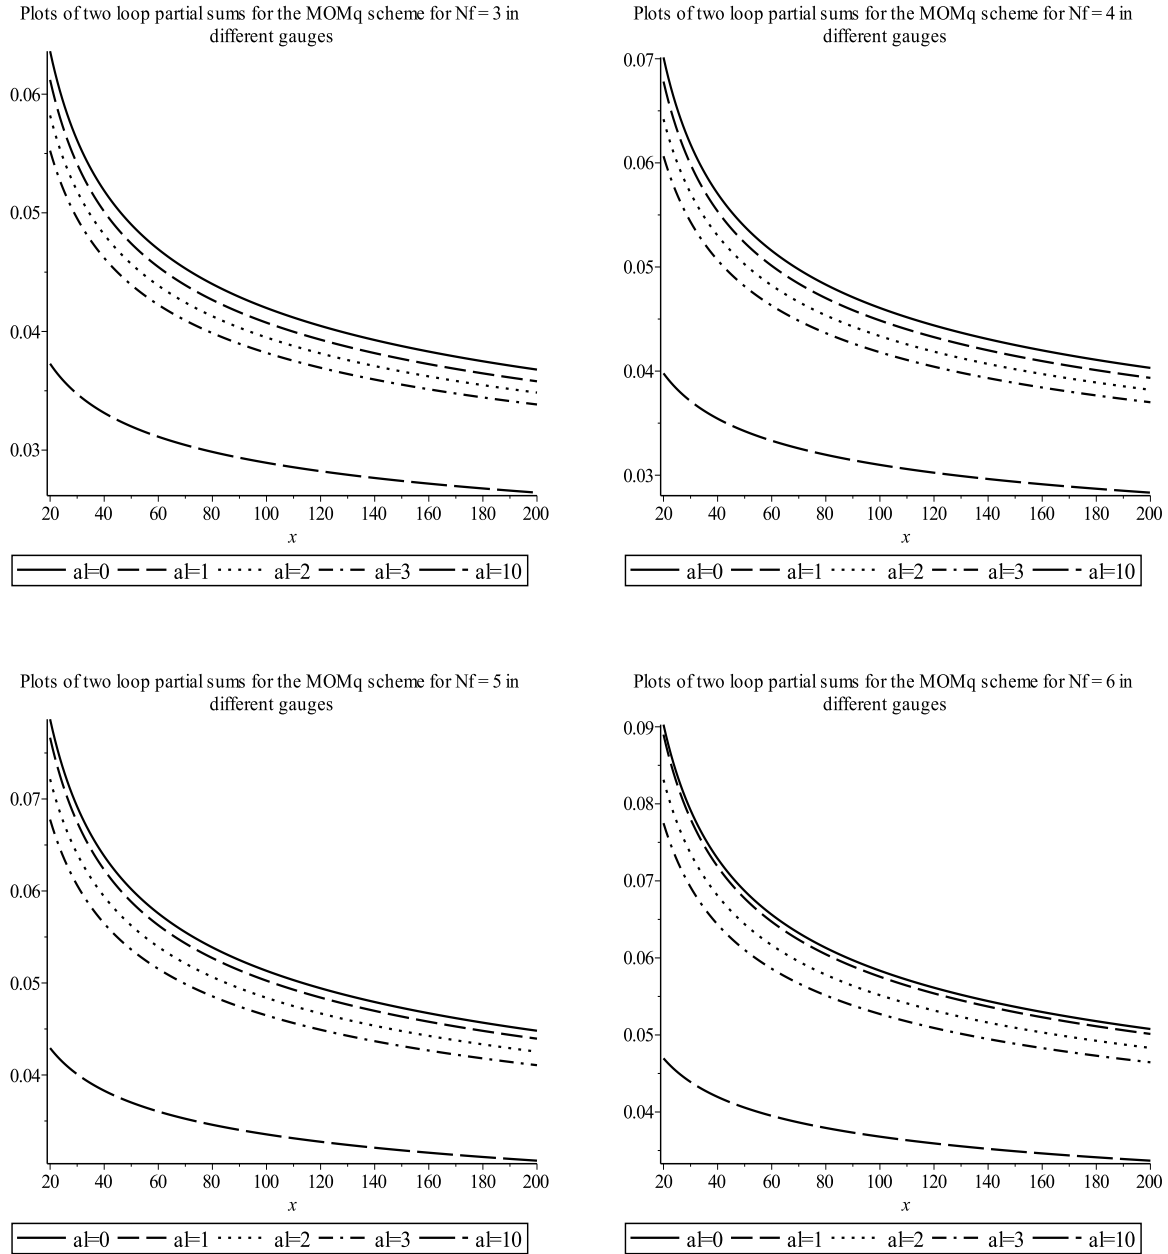 Plots of two loop partial sums for the MOMq scheme for Nf = 3 in
different gauges
0.06
0.05
0.04
0.03
20 40 60 80 100 120 140 160 180 200
x
al=0 al=1 al=2 al=3 al=10
Plots of two loop partial sums for the MOMq scheme for Nf = 4 in
different gauges
0.07
0.06
0.05
0.04
0.03
20 40 60 80 100 120 140 160 180 200
x
al=0 al=1 al=2 al=3 al=10
Plots of two loop partial sums for the MOMq scheme for Nf = 5 in
different gauges
0.07
0.06
0.05
0.04
20 40 60 80 100 120 140 160 180 200
x
al=0 al=1 al=2 al=3 al=10
Plots of two loop partial sums for the MOMq scheme for Nf = 6 in
different gauges
0.09
0.08
0.07
0.06
0.05
0.04
20 40 60 80 100 120 140 160 180 200
x
al=0 al=1 al=2 al=3 al=10